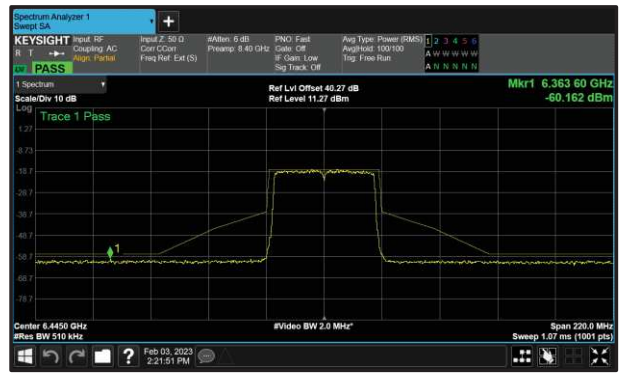 Spectrum Analyzer 1
Swept SA
+
KEYSIGHT
R T
PASS
Input: RF
Coupling: AC
Align: Partial
Input Z: 50 Ω
Corr CCorr
Freq Ref: Ext (S)
#Atten: 6 dB
Preamp: 8.40 GHz
PNO: Fast
Gate: Off
IF Gain: Low
Sig Track: Off
Avg Type: Power (RMS)
Avg|Hold: 100/100
Trig: Free Run
1 2 3 4 5 6
A W W W W W
A N N N N N
1 Spectrum
Scale/Div 10 dB
Ref Lvl Offset 40.27 dB
Ref Level 11.27 dBm
Mkr1 6.363 60 GHz
-60.162 dBm
Log
Trace 1 Pass
1.27
-8.73
-18.7
-28.7
-38.7
-48.7
-58.7
-68.7
-78.7
1
Center 6.4450 GHz
#Res BW 510 kHz
#Video BW 2.0 MHz*
Span 220.0 MHz
Sweep 1.07 ms (1001 pts)
?
Feb 03, 2023
2:21:51 PM